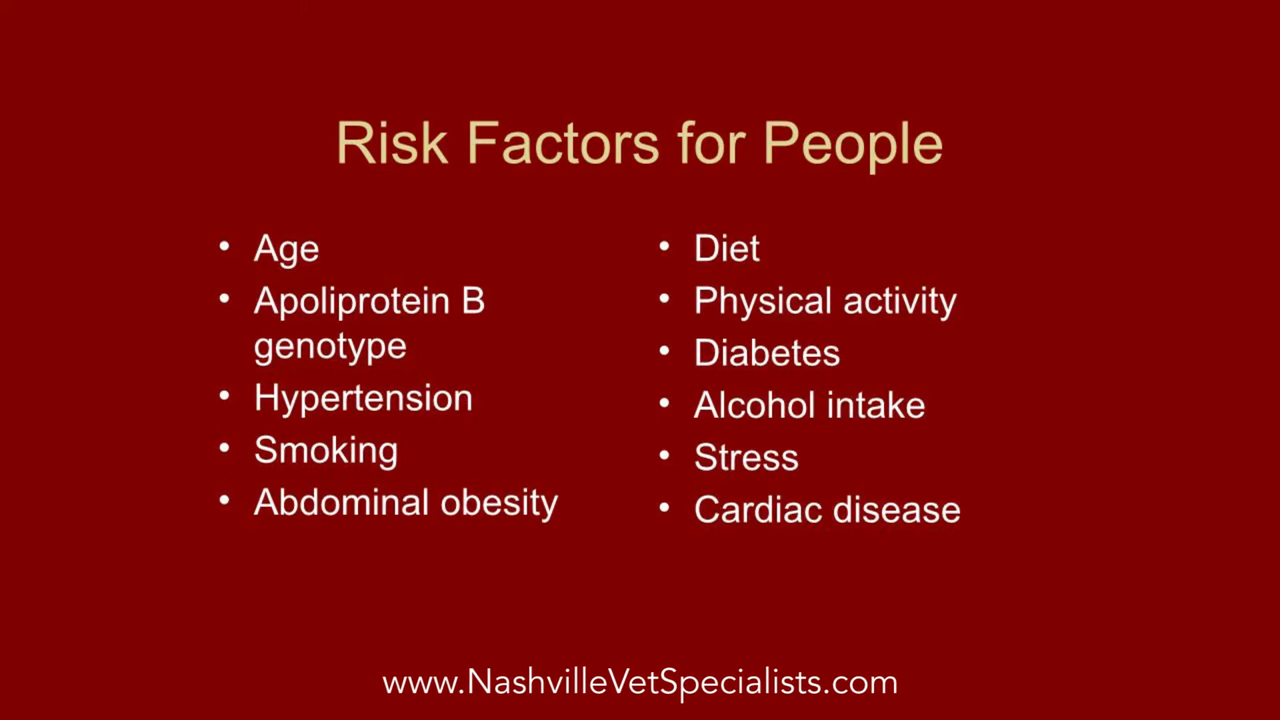 Risk Factors for People
• Age
• Apoliprotein B
genotype
• Hypertension
• Smoking
• Abdominal obesity
• Diet
• Physical activity
• Diabetes
• Alcohol intake
• Stress
• Cardiac disease
www.NashvilleVetSpecialists.com